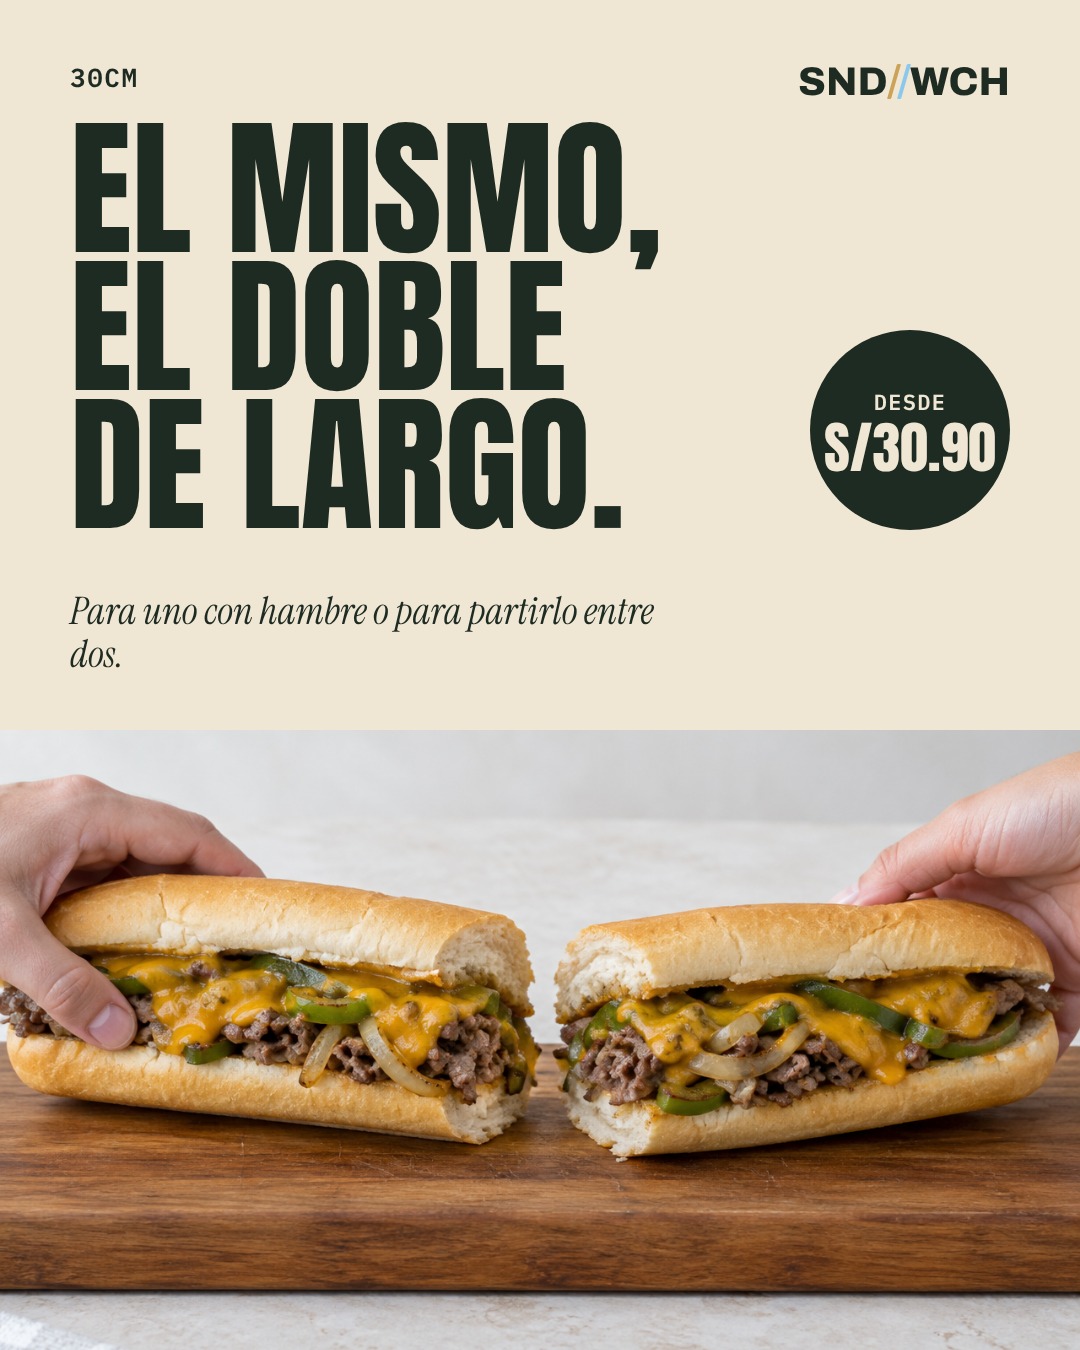 30CM
SND//WCH
EL MISMO,
EL DOBLE
DE LARGO.
DESDE
S/30.90
Para uno con hambre o para partirlo entre
dos.